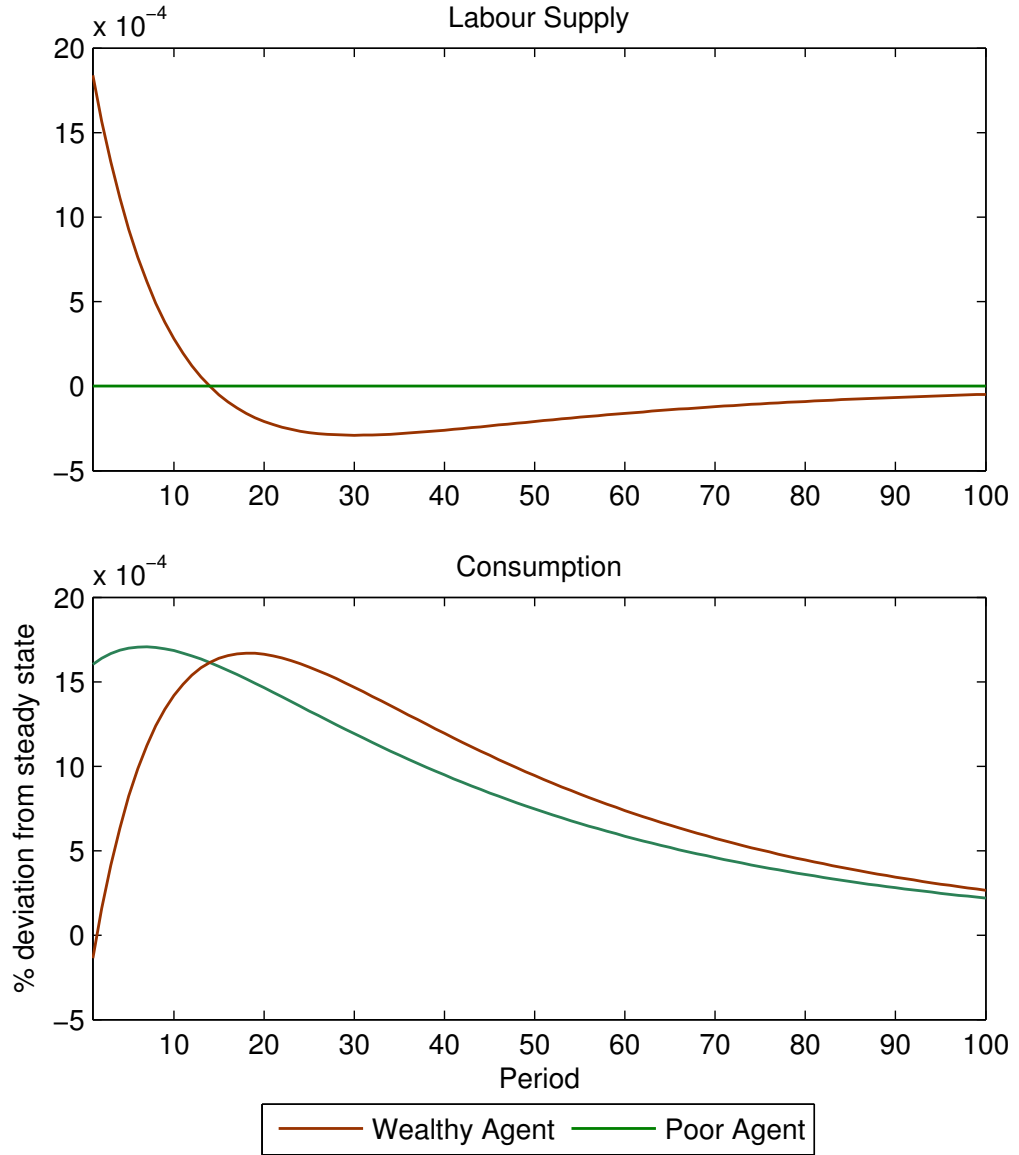 Labour Supply
x 10−4
20
15
10
5
0
−5
10 20 30 40 50 60 70 80 90 100
Consumption
x 10−4
20
15
10
5
0
−5
% deviation from steady state
10 20 30 40 50 60 70 80 90 100
Period
Wealthy Agent Poor Agent